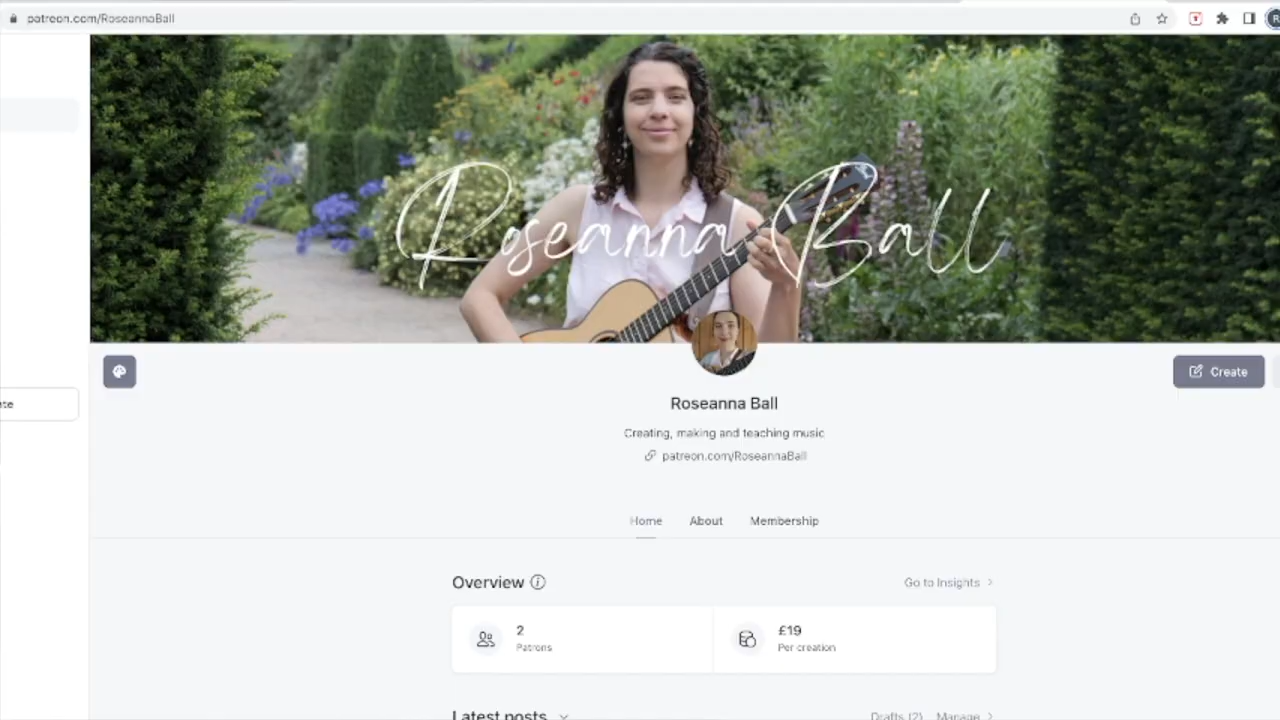 patreon.com/RoseannaBall
Roseanna Ball
te
Create
Roseanna Ball
Creating, making and teaching music
patreon.com/RoseannaBall
Home About Membership
Overview
Go to Insights
2
Patrons
£19
Per creation
Latest posts
Drafts (2) Manage